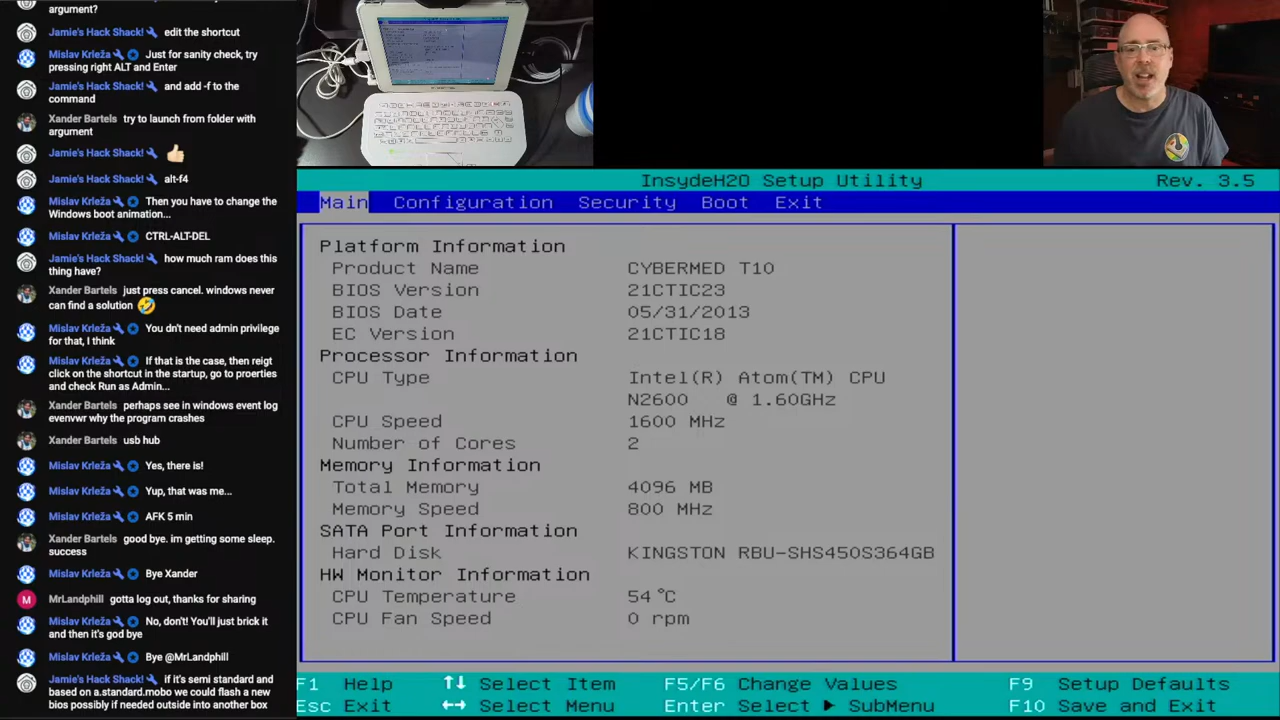 argument?
Jamie's Hack Shack! edit the shortcut
Mislav Krleža Just for sanity check, try
pressing right ALT and Enter
Jamie's Hack Shack! and add -f to the
command
Xander Bartels try to launch from folder with
argument
Jamie's Hack Shack! 👍🏻
Jamie's Hack Shack! alt-f4
Mislav Krleža Then you have to change the
Windows boot animation...
Mislav Krleža CTRL-ALT-DEL
Jamie's Hack Shack! how much ram does this
thing have?
Xander Bartels just press cancel. windows never
can find a solution 🤣
Mislav Krleža You dn't need admin privilege
for that, I think
Mislav Krleža If that is the case, then reigt
click on the shortcut in the startup, go to proerties
and check Run as Admin...
Xander Bartels perhaps see in windows event log
evenvwr why the program crashes
Xander Bartels usb hub
Mislav Krleža Yes, there is!
Mislav Krleža Yup, that was me...
Mislav Krleža AFK 5 min
Xander Bartels good bye. im getting some sleep.
success
Mislav Krleža Bye Xander
M MrLandphill gotta log out, thanks for sharing
Mislav Krleža No, don't! You'll just brick it
and then it's god bye
Mislav Krleža Bye @MrLandphill
Jamie's Hack Shack! if it's semi standard and
based on a.standard.mobo we could flash a new
bios possibly if needed outside into another box
InsydeH2O Setup Utility Rev. 3.5
Main Configuration Security Boot Exit
Platform Information
Product Name CYBERMED T10
BIOS Version 21CTIC23
BIOS Date 05/31/2013
EC Version 21CTIC18
Processor Information
CPU Type Intel(R) Atom(TM) CPU
N2600 @ 1.60GHz
CPU Speed 1600 MHz
Number of Cores 2
Memory Information
Total Memory 4096 MB
Memory Speed 800 MHz
SATA Port Information
Hard Disk KINGSTON RBU-SHS450S364GB
HW Monitor Information
CPU Temperature 54 °C
CPU Fan Speed 0 rpm
F1 Help ↑↓ Select Item F5/F6 Change Values F9 Setup Defaults
Esc Exit ←→ Select Menu Enter Select ▶ SubMenu F10 Save and Exit